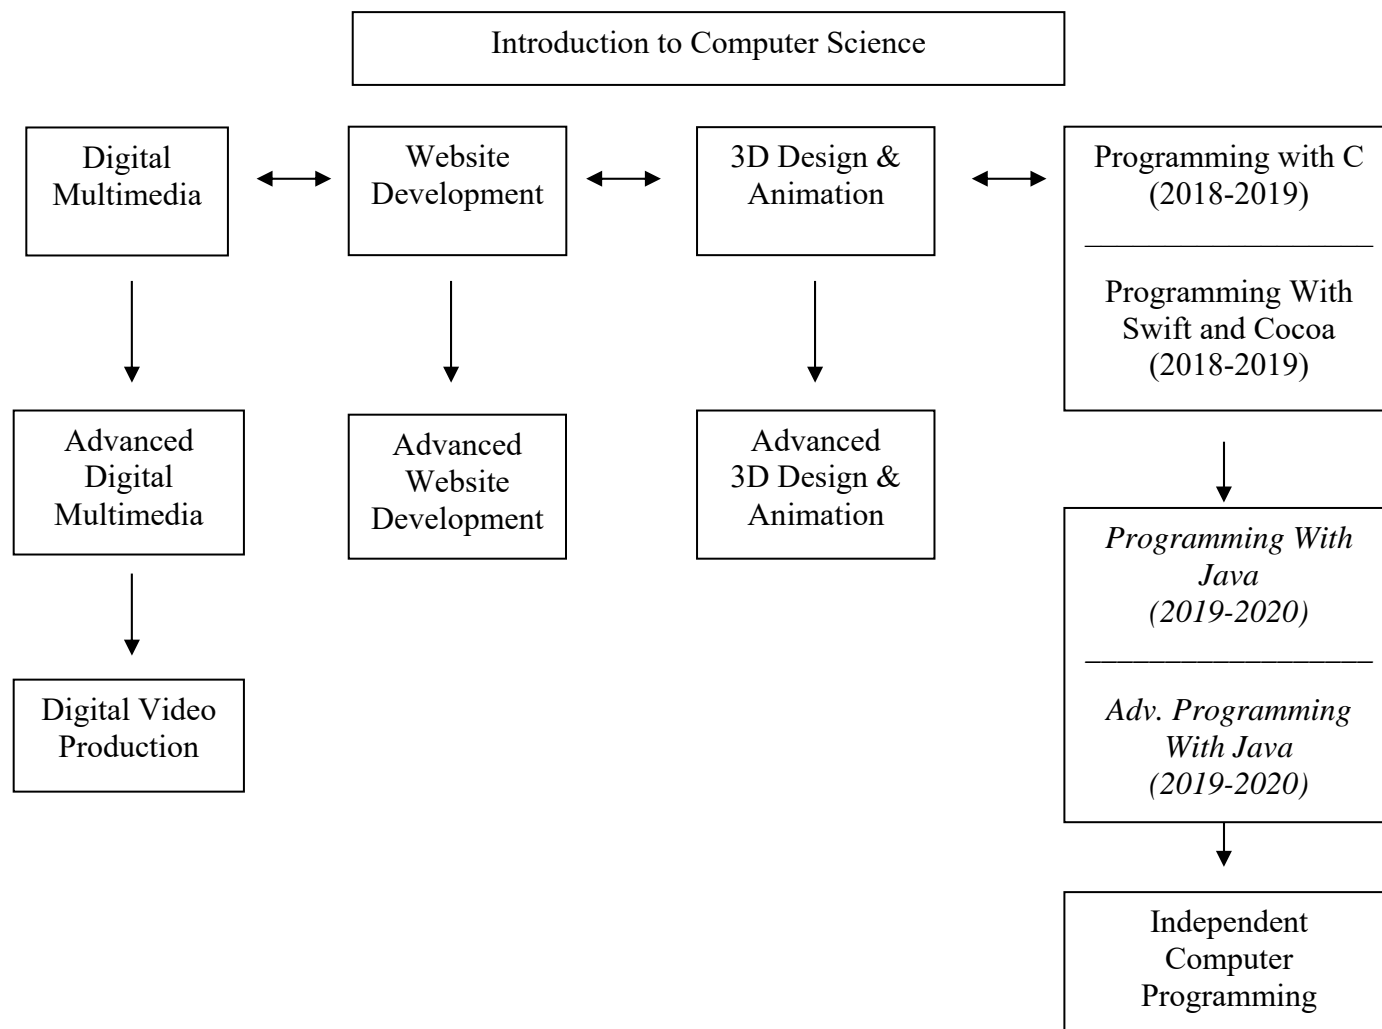 Introduction to Computer Science
Digital
Multimedia
Website
Development
3D Design &
Animation
Programming with C
(2018-2019)
Programming With
Swift and Cocoa
(2018-2019)
Advanced
Digital
Multimedia
Advanced
Website
Development
Advanced
3D Design &
Animation
Programming With
Java
(2019-2020)
Adv. Programming
With Java
(2019-2020)
Digital Video
Production
Independent
Computer
Programming